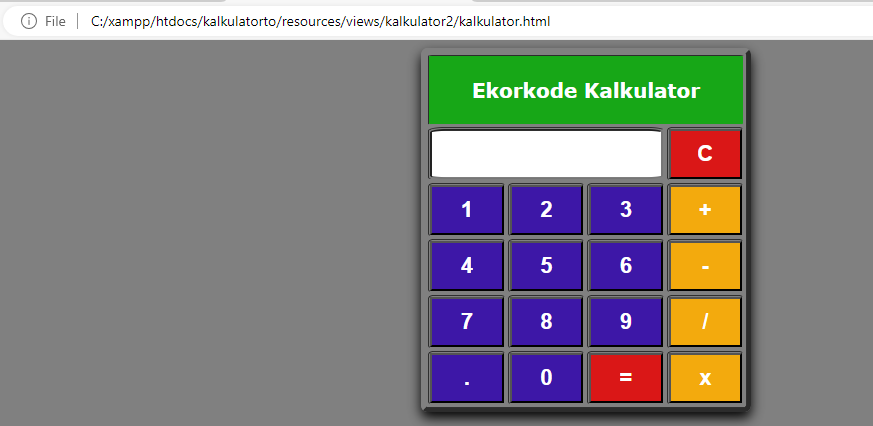 File C:/xampp/htdocs/kalkulatorto/resources/views/kalkulator2/kalkulator.html
Ekorkode Kalkulator
C
1 2 3 +
4 5 6 -
7 8 9 /
. 0 = x